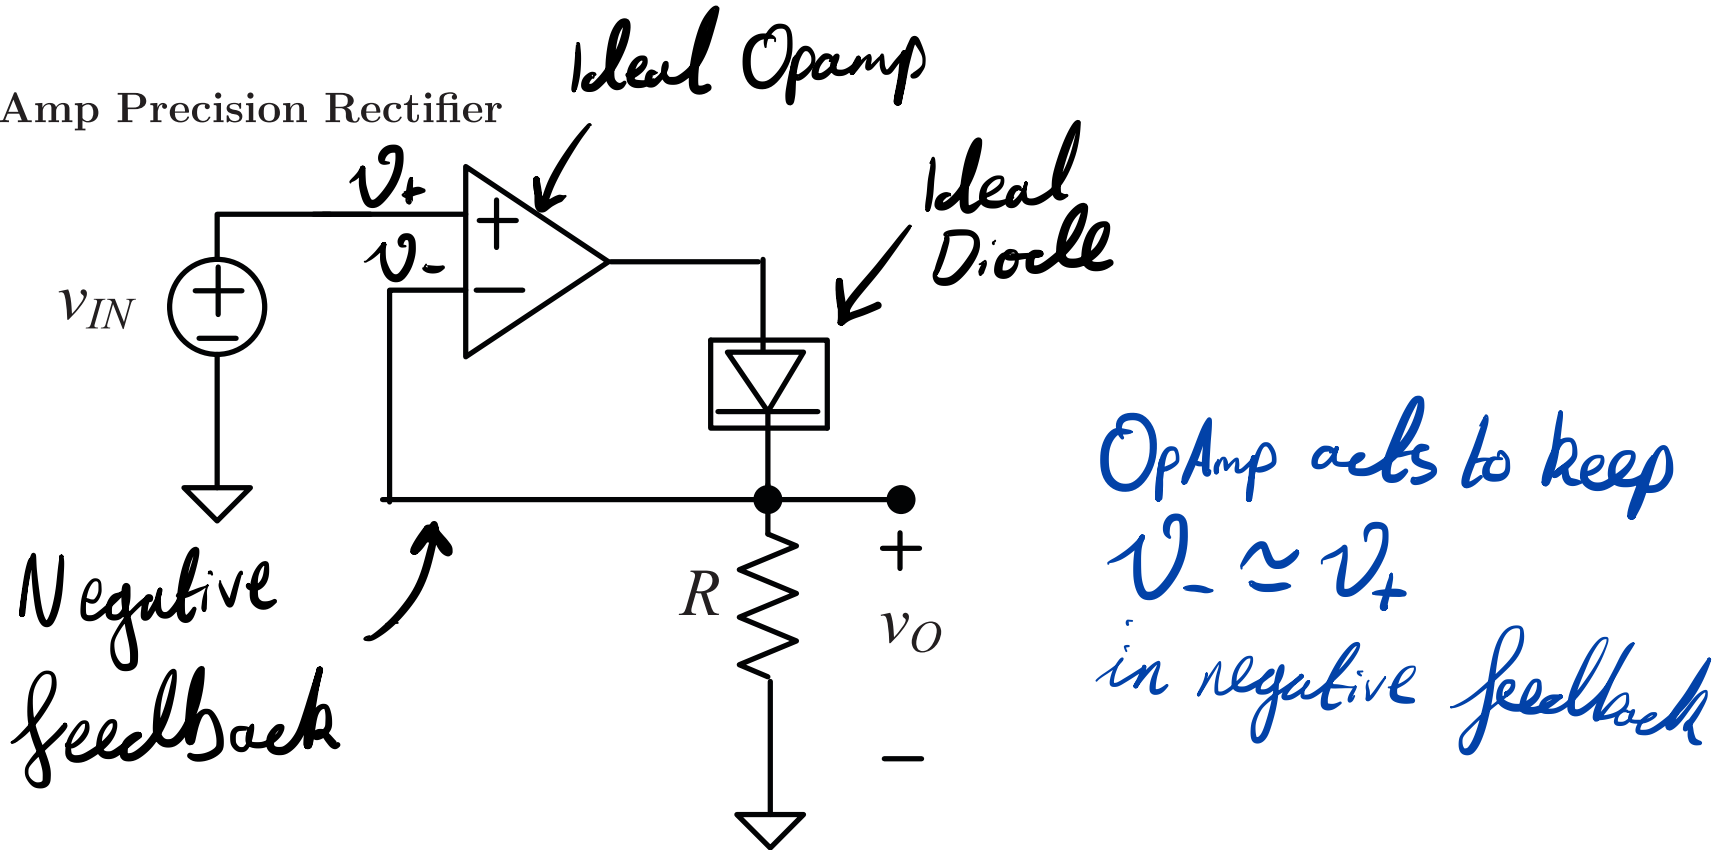 Ideal Opamp
Amp Precision Rectifier
v+
Ideal
Diode
v-
+
−
vIN
+
−
OpAmp acts to keep
v- ≃ v+
in negative feedback
Negative
feedback
+
R
vO
−